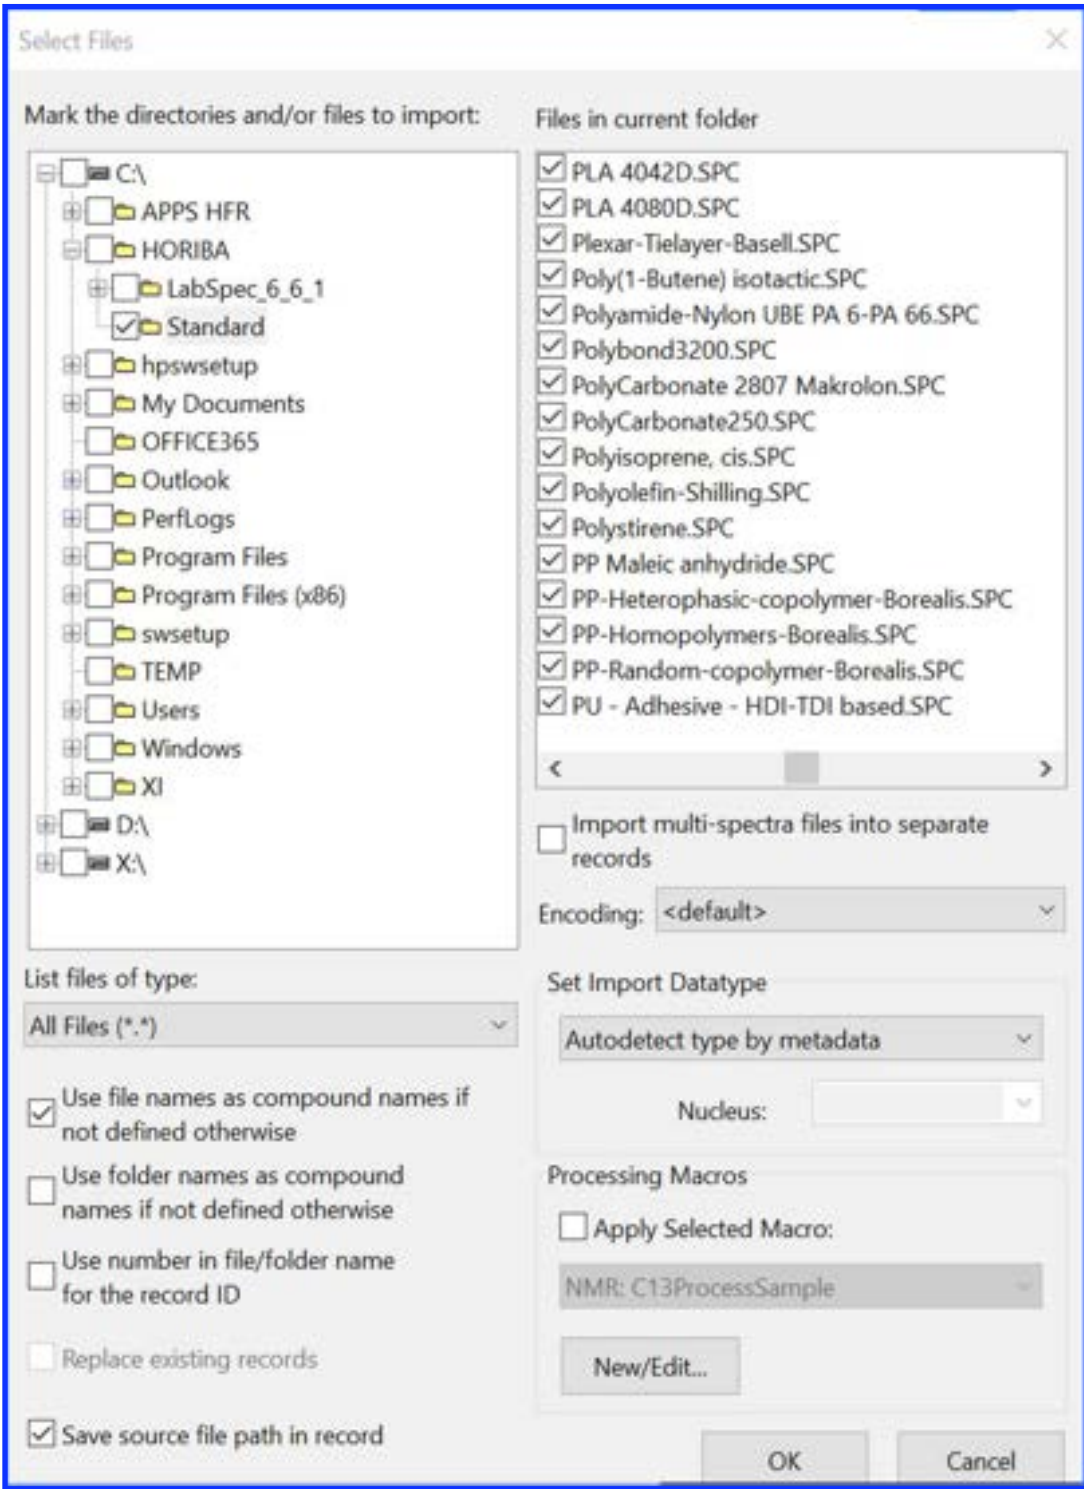 Select Files
Mark the directories and/or files to import:
C:\
APPS HFR
HORIBA
LabSpec_6_6_1
Standard
hpswsetup
My Documents
OFFICE365
Outlook
PerfLogs
Program Files
Program Files (x86)
swsetup
TEMP
Users
Windows
XI
D:\
X:\
List files of type:
All Files (*.*)
Use file names as compound names if
not defined otherwise
Use folder names as compound
names if not defined otherwise
Use number in file/folder name
for the record ID
Replace existing records
Save source file path in record
Files in current folder
PLA 4042D.SPC
PLA 4080D.SPC
Plexar-Tielayer-Basell.SPC
Poly(1-Butene) isotactic.SPC
Polyamide-Nylon UBE PA 6-PA 66.SPC
Polybond3200.SPC
PolyCarbonate 2807 Makrolon.SPC
PolyCarbonate250.SPC
Polyisoprene, cis.SPC
Polyolefin-Shilling.SPC
Polystirene.SPC
PP Maleic anhydride.SPC
PP-Heterophasic-copolymer-Borealis.SPC
PP-Homopolymers-Borealis.SPC
PP-Random-copolymer-Borealis.SPC
PU - Adhesive - HDI-TDI based.SPC
Import multi-spectra files into separate
records
Encoding: <default>
Set Import Datatype
Autodetect type by metadata
Nucleus:
Processing Macros
Apply Selected Macro:
NMR: C13ProcessSample
New/Edit...
OK Cancel